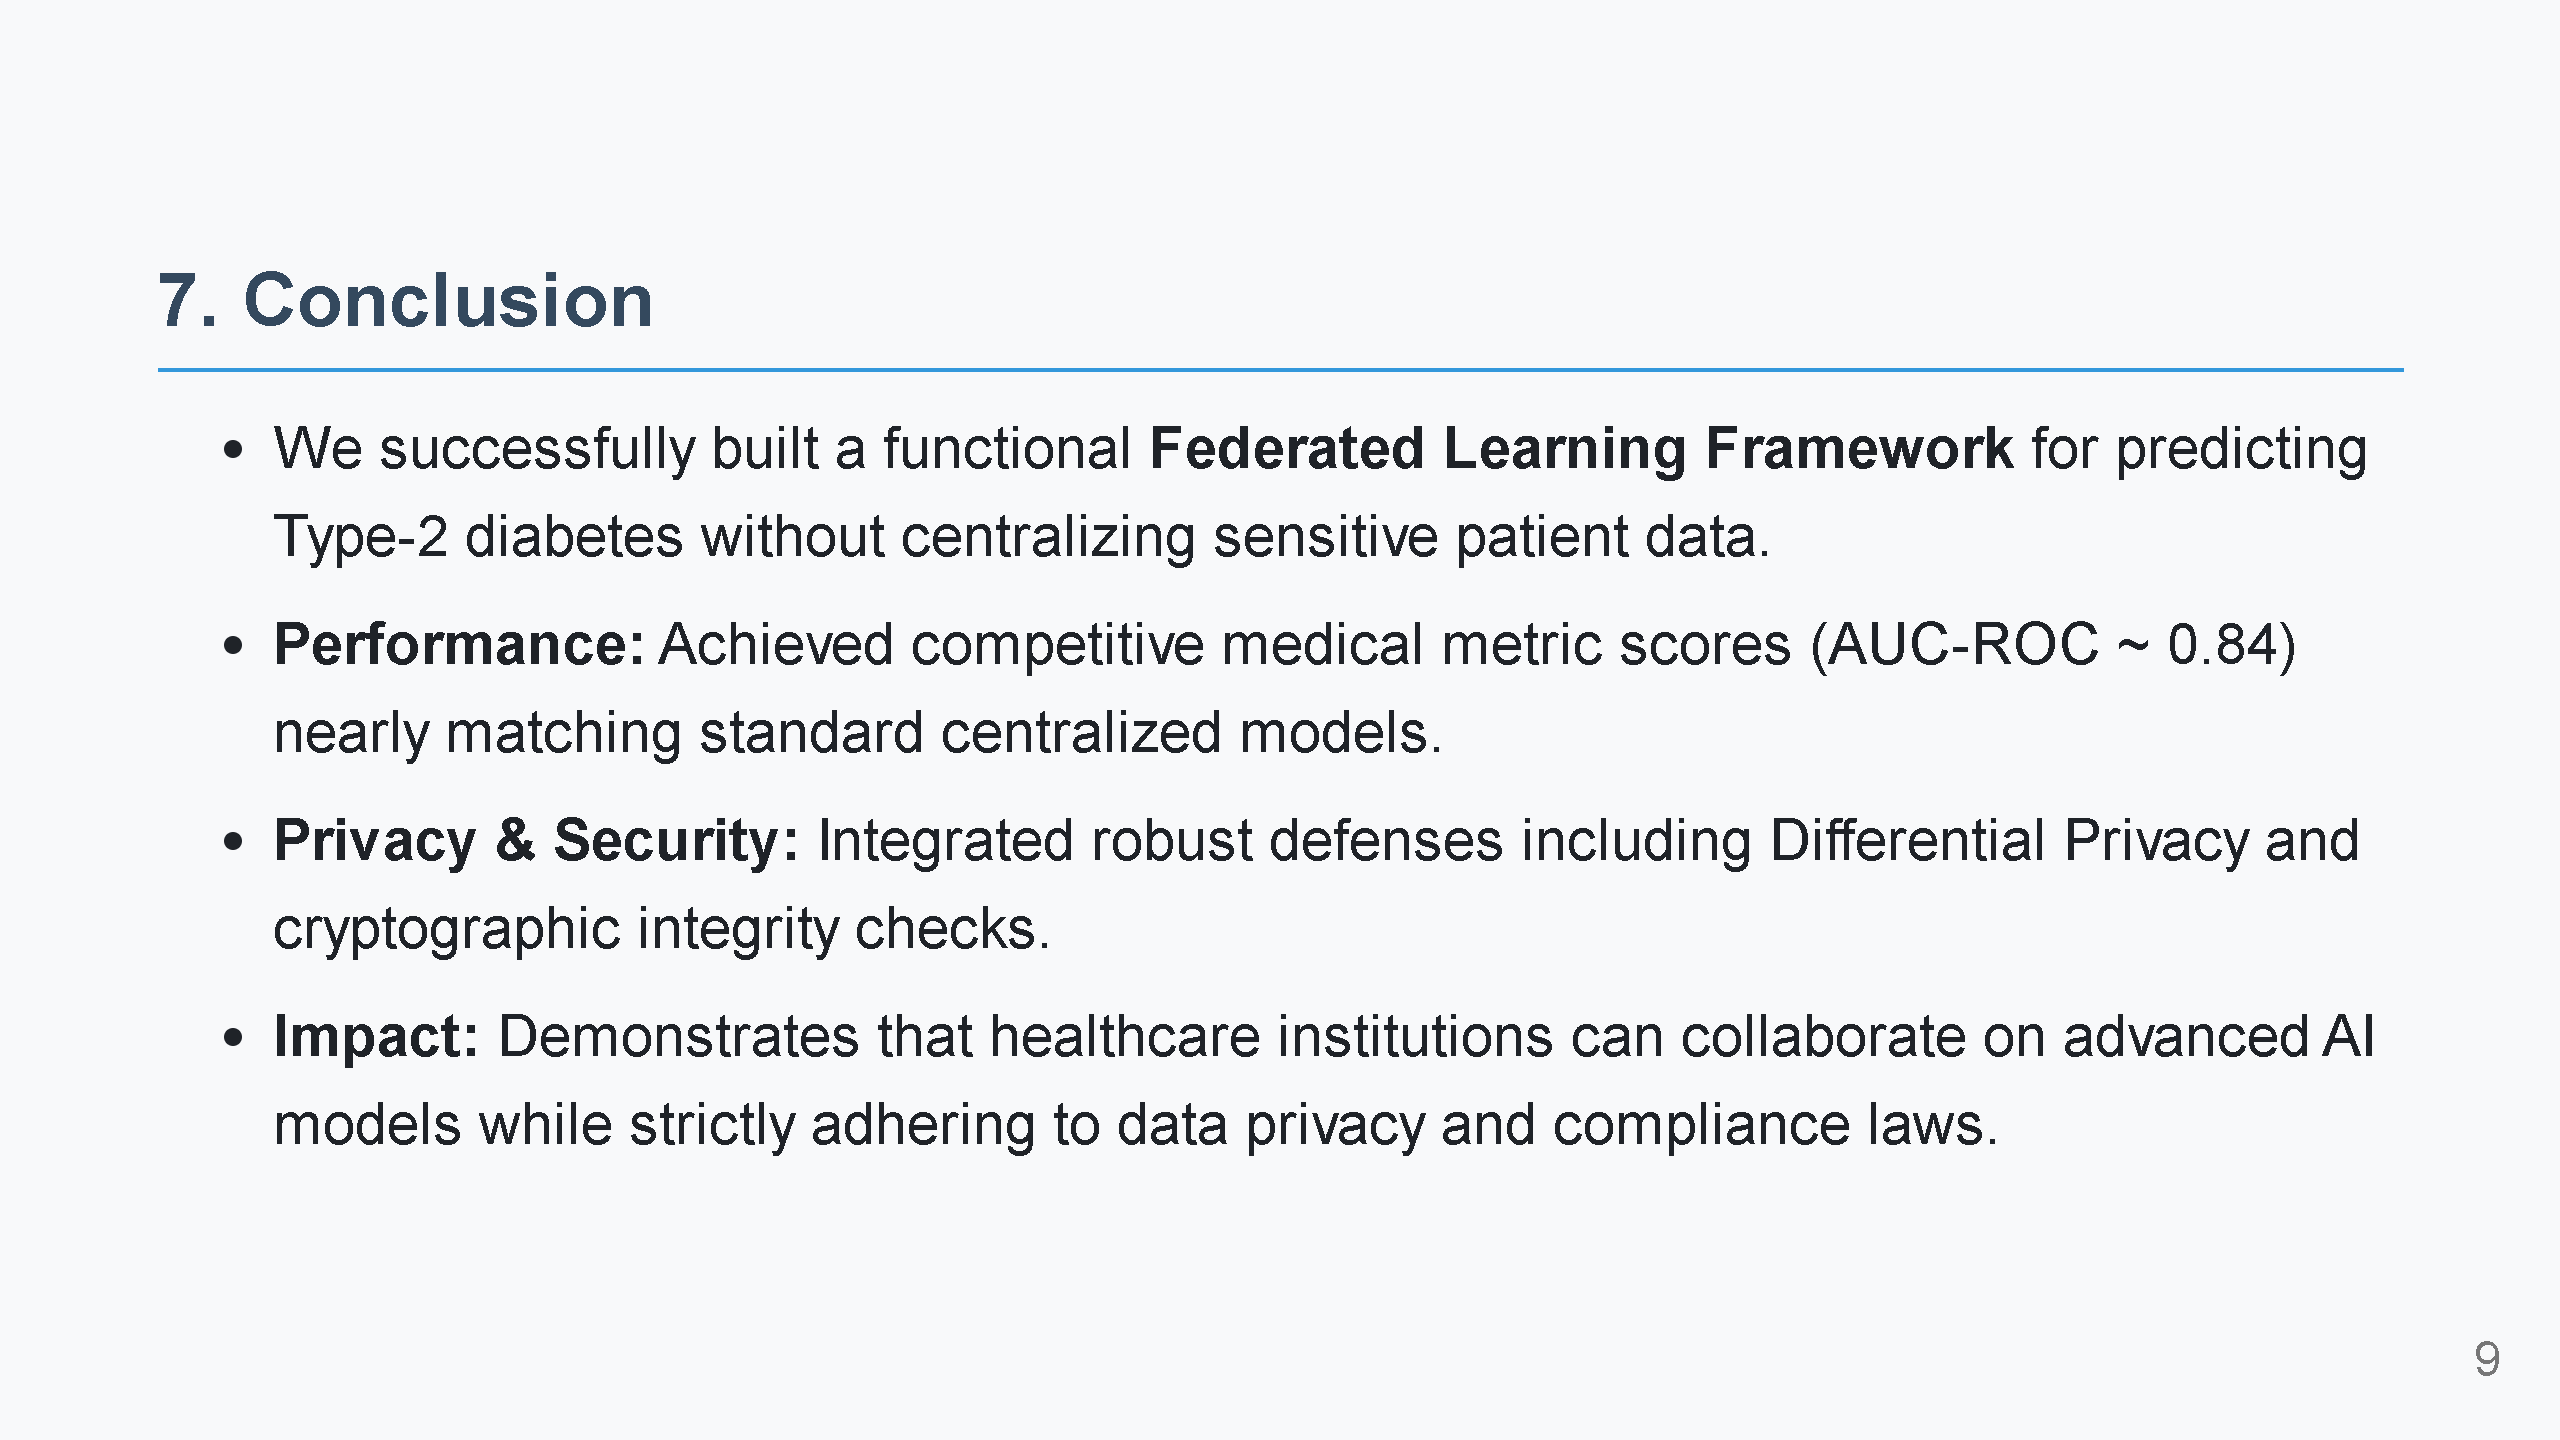 7. Conclusion
• We successfully built a functional Federated Learning Framework for predicting
Type-2 diabetes without centralizing sensitive patient data.
• Performance: Achieved competitive medical metric scores (AUC-ROC ~ 0.84)
nearly matching standard centralized models.
• Privacy & Security: Integrated robust defenses including Differential Privacy and
cryptographic integrity checks.
• Impact: Demonstrates that healthcare institutions can collaborate on advanced AI
models while strictly adhering to data privacy and compliance laws.
9